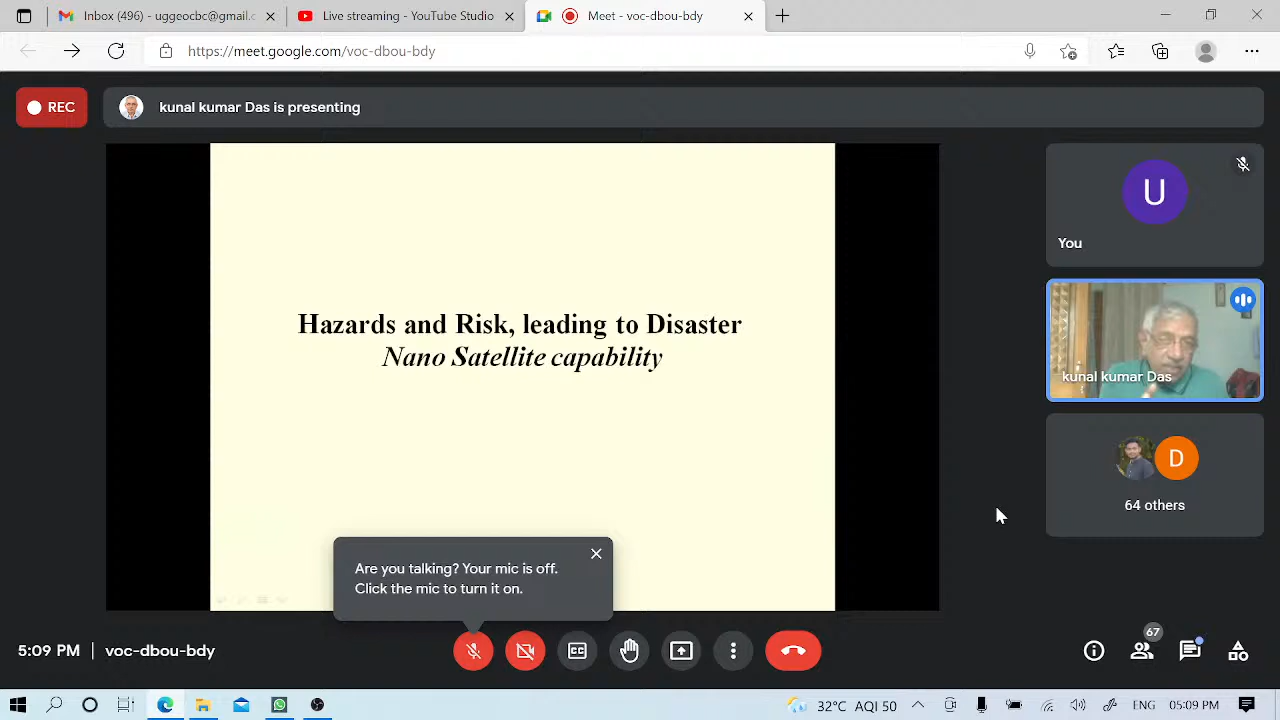 Inbox (496) - uggcnbc@gmail.c
Live streaming - YouTube Studio
Meet - voc-dbou-bdy
https://meet.google.com/voc-dbou-bdy
REC
kunal kumar Das is presenting
U
You
Hazards and Risk, leading to Disaster
Nano Satellite capability
kunal kumar Das
D
64 others
Are you talking? Your mic is off.
Click the mic to turn it on.
5:09 PM | voc-dbou-bdy
CC
67
32°C AQI 50
ENG
05:09 PM